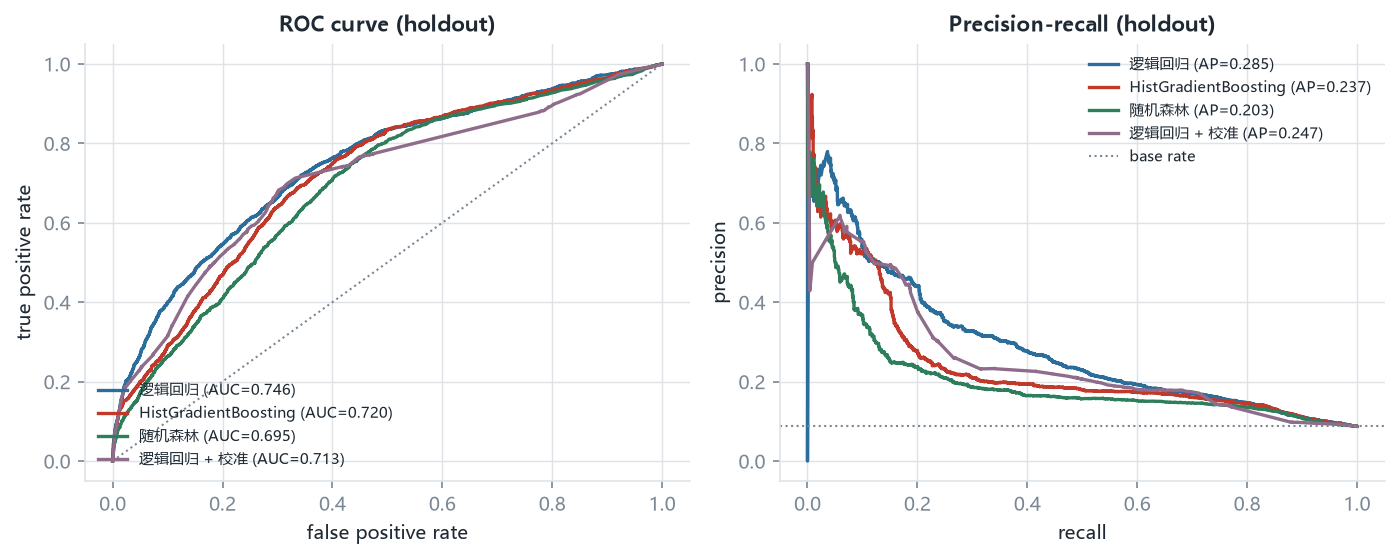 ROC curve (holdout)
1.0
0.8
0.6
0.4
0.2
0.0
true positive rate
逻辑回归 (AUC=0.746)
HistGradientBoosting (AUC=0.720)
随机森林 (AUC=0.695)
逻辑回归 + 校准 (AUC=0.713)
0.0 0.2 0.4 0.6 0.8 1.0
false positive rate
Precision-recall (holdout)
1.0
0.8
0.6
0.4
0.2
0.0
precision
逻辑回归 (AP=0.285)
HistGradientBoosting (AP=0.237)
随机森林 (AP=0.203)
逻辑回归 + 校准 (AP=0.247)
base rate
0.0 0.2 0.4 0.6 0.8 1.0
recall